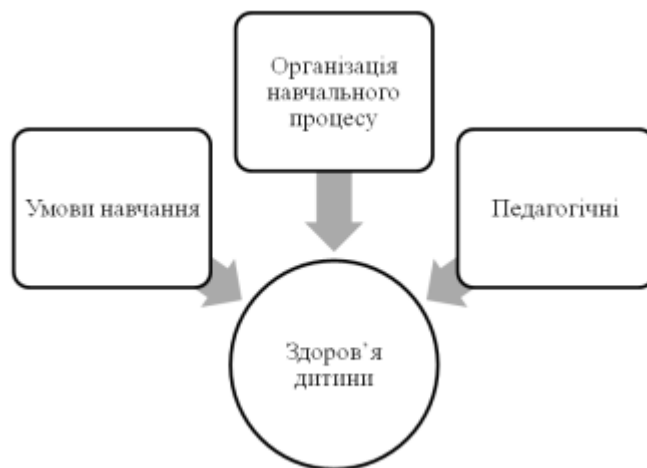 Організація
навчального
процесу
Умови навчання
Педагогічні
Здоров’я
дитини